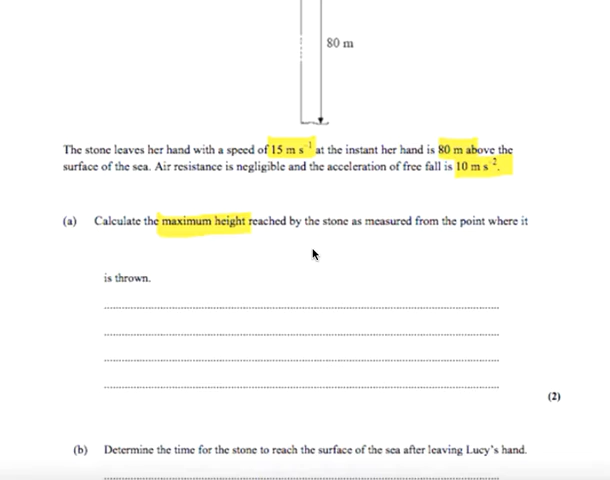 80 m
The stone leaves her hand with a speed of 15 m s⁻¹ at the instant her hand is 80 m above the
surface of the sea. Air resistance is negligible and the acceleration of free fall is 10 m s⁻².
(a) Calculate the maximum height reached by the stone as measured from the point where it
is thrown.
(2)
(b) Determine the time for the stone to reach the surface of the sea after leaving Lucy's hand.